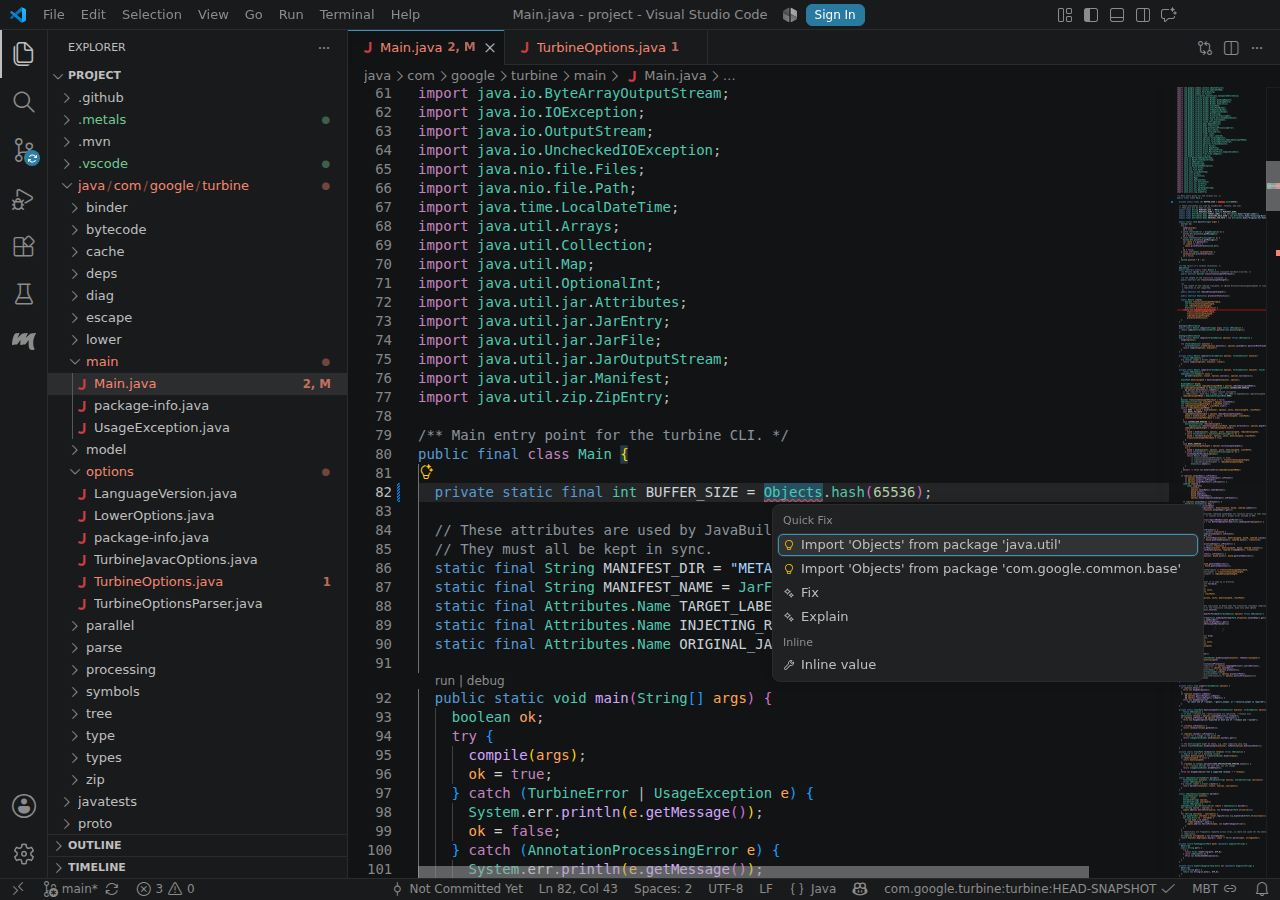 File Edit Selection View Go Run Terminal Help
Main.java - project - Visual Studio Code
Sign In
EXPLORER
PROJECT
.github
.metals
.mvn
.vscode
java/com/google/turbine
binder
bytecode
cache
deps
diag
escape
lower
main
Main.java 2, M
package-info.java
UsageException.java
model
options
LanguageVersion.java
LowerOptions.java
package-info.java
TurbineJavacOptions.java
TurbineOptions.java 1
TurbineOptionsParser.java
parallel
parse
processing
symbols
tree
type
types
zip
javatests
proto
OUTLINE
TIMELINE
Main.java 2, M
TurbineOptions.java 1
java > com > google > turbine > main > Main.java > ...
61 import java.io.ByteArrayOutputStream;
62 import java.io.IOException;
63 import java.io.OutputStream;
64 import java.io.UncheckedIOException;
65 import java.nio.file.Files;
66 import java.nio.file.Path;
67 import java.time.LocalDateTime;
68 import java.util.Arrays;
69 import java.util.Collection;
70 import java.util.Map;
71 import java.util.OptionalInt;
72 import java.util.jar.Attributes;
73 import java.util.jar.JarEntry;
74 import java.util.jar.JarFile;
75 import java.util.jar.JarOutputStream;
76 import java.util.jar.Manifest;
77 import java.util.zip.ZipEntry;
78
79 /** Main entry point for the turbine CLI. */
80 public final class Main {
81
82 private static final int BUFFER_SIZE = Objects.hash(65536);
83
84 // These attributes are used by JavaBuil
85 // They must all be kept in sync.
86 static final String MANIFEST_DIR = "META
87 static final String MANIFEST_NAME = JarF
88 static final Attributes.Name TARGET_LABE
89 static final Attributes.Name INJECTING_R
90 static final Attributes.Name ORIGINAL_JA
91
run | debug
92 public static void main(String[] args) {
93 boolean ok;
94 try {
95 compile(args);
96 ok = true;
97 } catch (TurbineError | UsageException e) {
98 System.err.println(e.getMessage());
99 ok = false;
100 } catch (AnnotationProcessingError e) {
101 System.err.println(e.getMessage());
Quick Fix
Import 'Objects' from package 'java.util'
Import 'Objects' from package 'com.google.common.base'
Fix
Explain
Inline
Inline value
main* 3 0 Not Committed Yet Ln 82, Col 43 Spaces: 2 UTF-8 LF { } Java com.google.turbine:turbine:HEAD-SNAPSHOT MBT